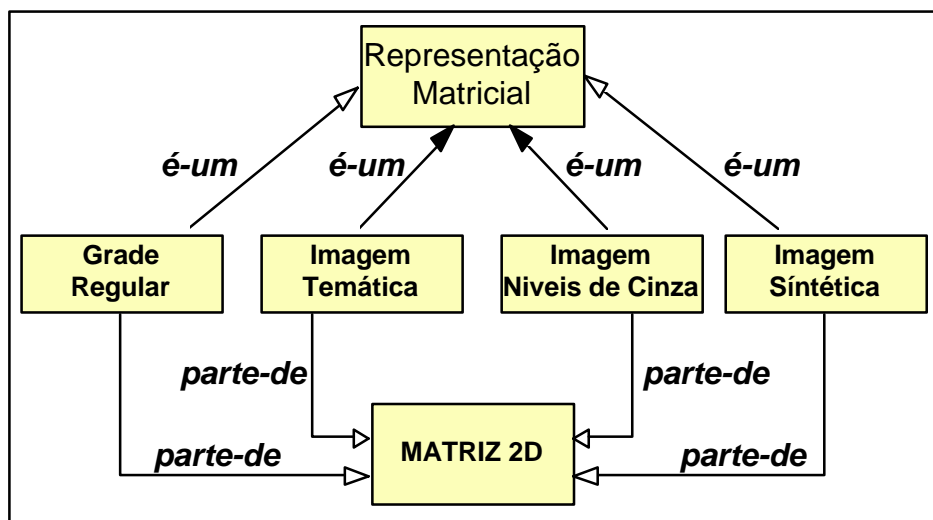 Representação
Matricial
é-um
é-um
é-um
é-um
Grade
Regular
Imagem
Temática
Imagem
Niveis de Cinza
Imagem
Síntética
parte-de
parte-de
MATRIZ 2D
parte-de
parte-de